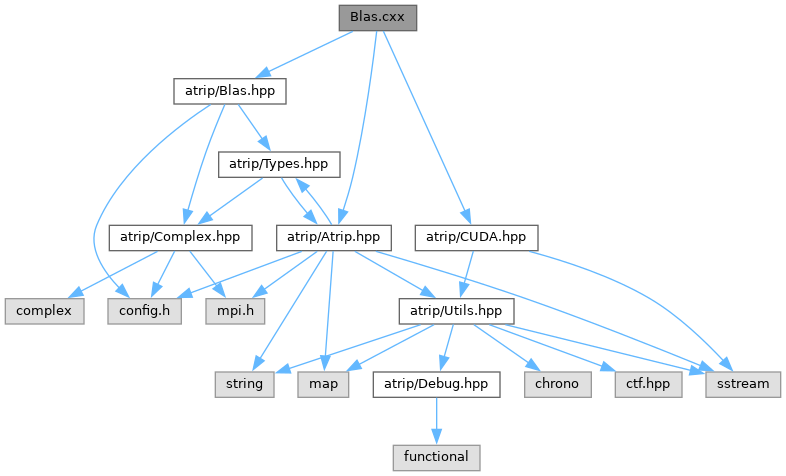 Blas.cxx
atrip/Blas.hpp
atrip/Types.hpp
atrip/Complex.hpp
atrip/Atrip.hpp
atrip/CUDA.hpp
complex
config.h
mpi.h
atrip/Utils.hpp
string
map
atrip/Debug.hpp
chrono
ctf.hpp
sstream
functional